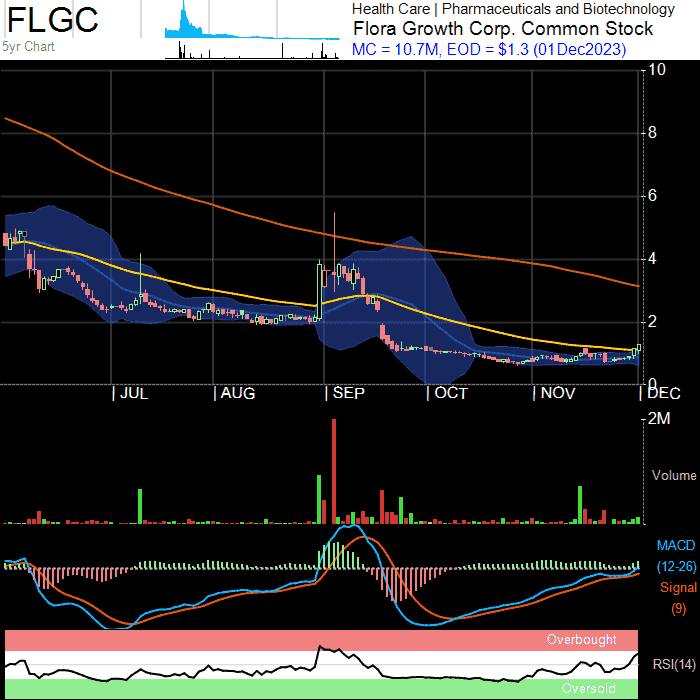 FLGC
5yr Chart
Health Care | Pharmaceuticals and Biotechnology
Flora Growth Corp. Common Stock
MC = 10.7M, EOD = $1.3 (01Dec2023)
10
8
6
4
2
0
| JUL | AUG | SEP | OCT | NOV | DEC
2M
Volume
MACD
(12-26)
Signal
(9)
Overbought
RSI(14)
Oversold